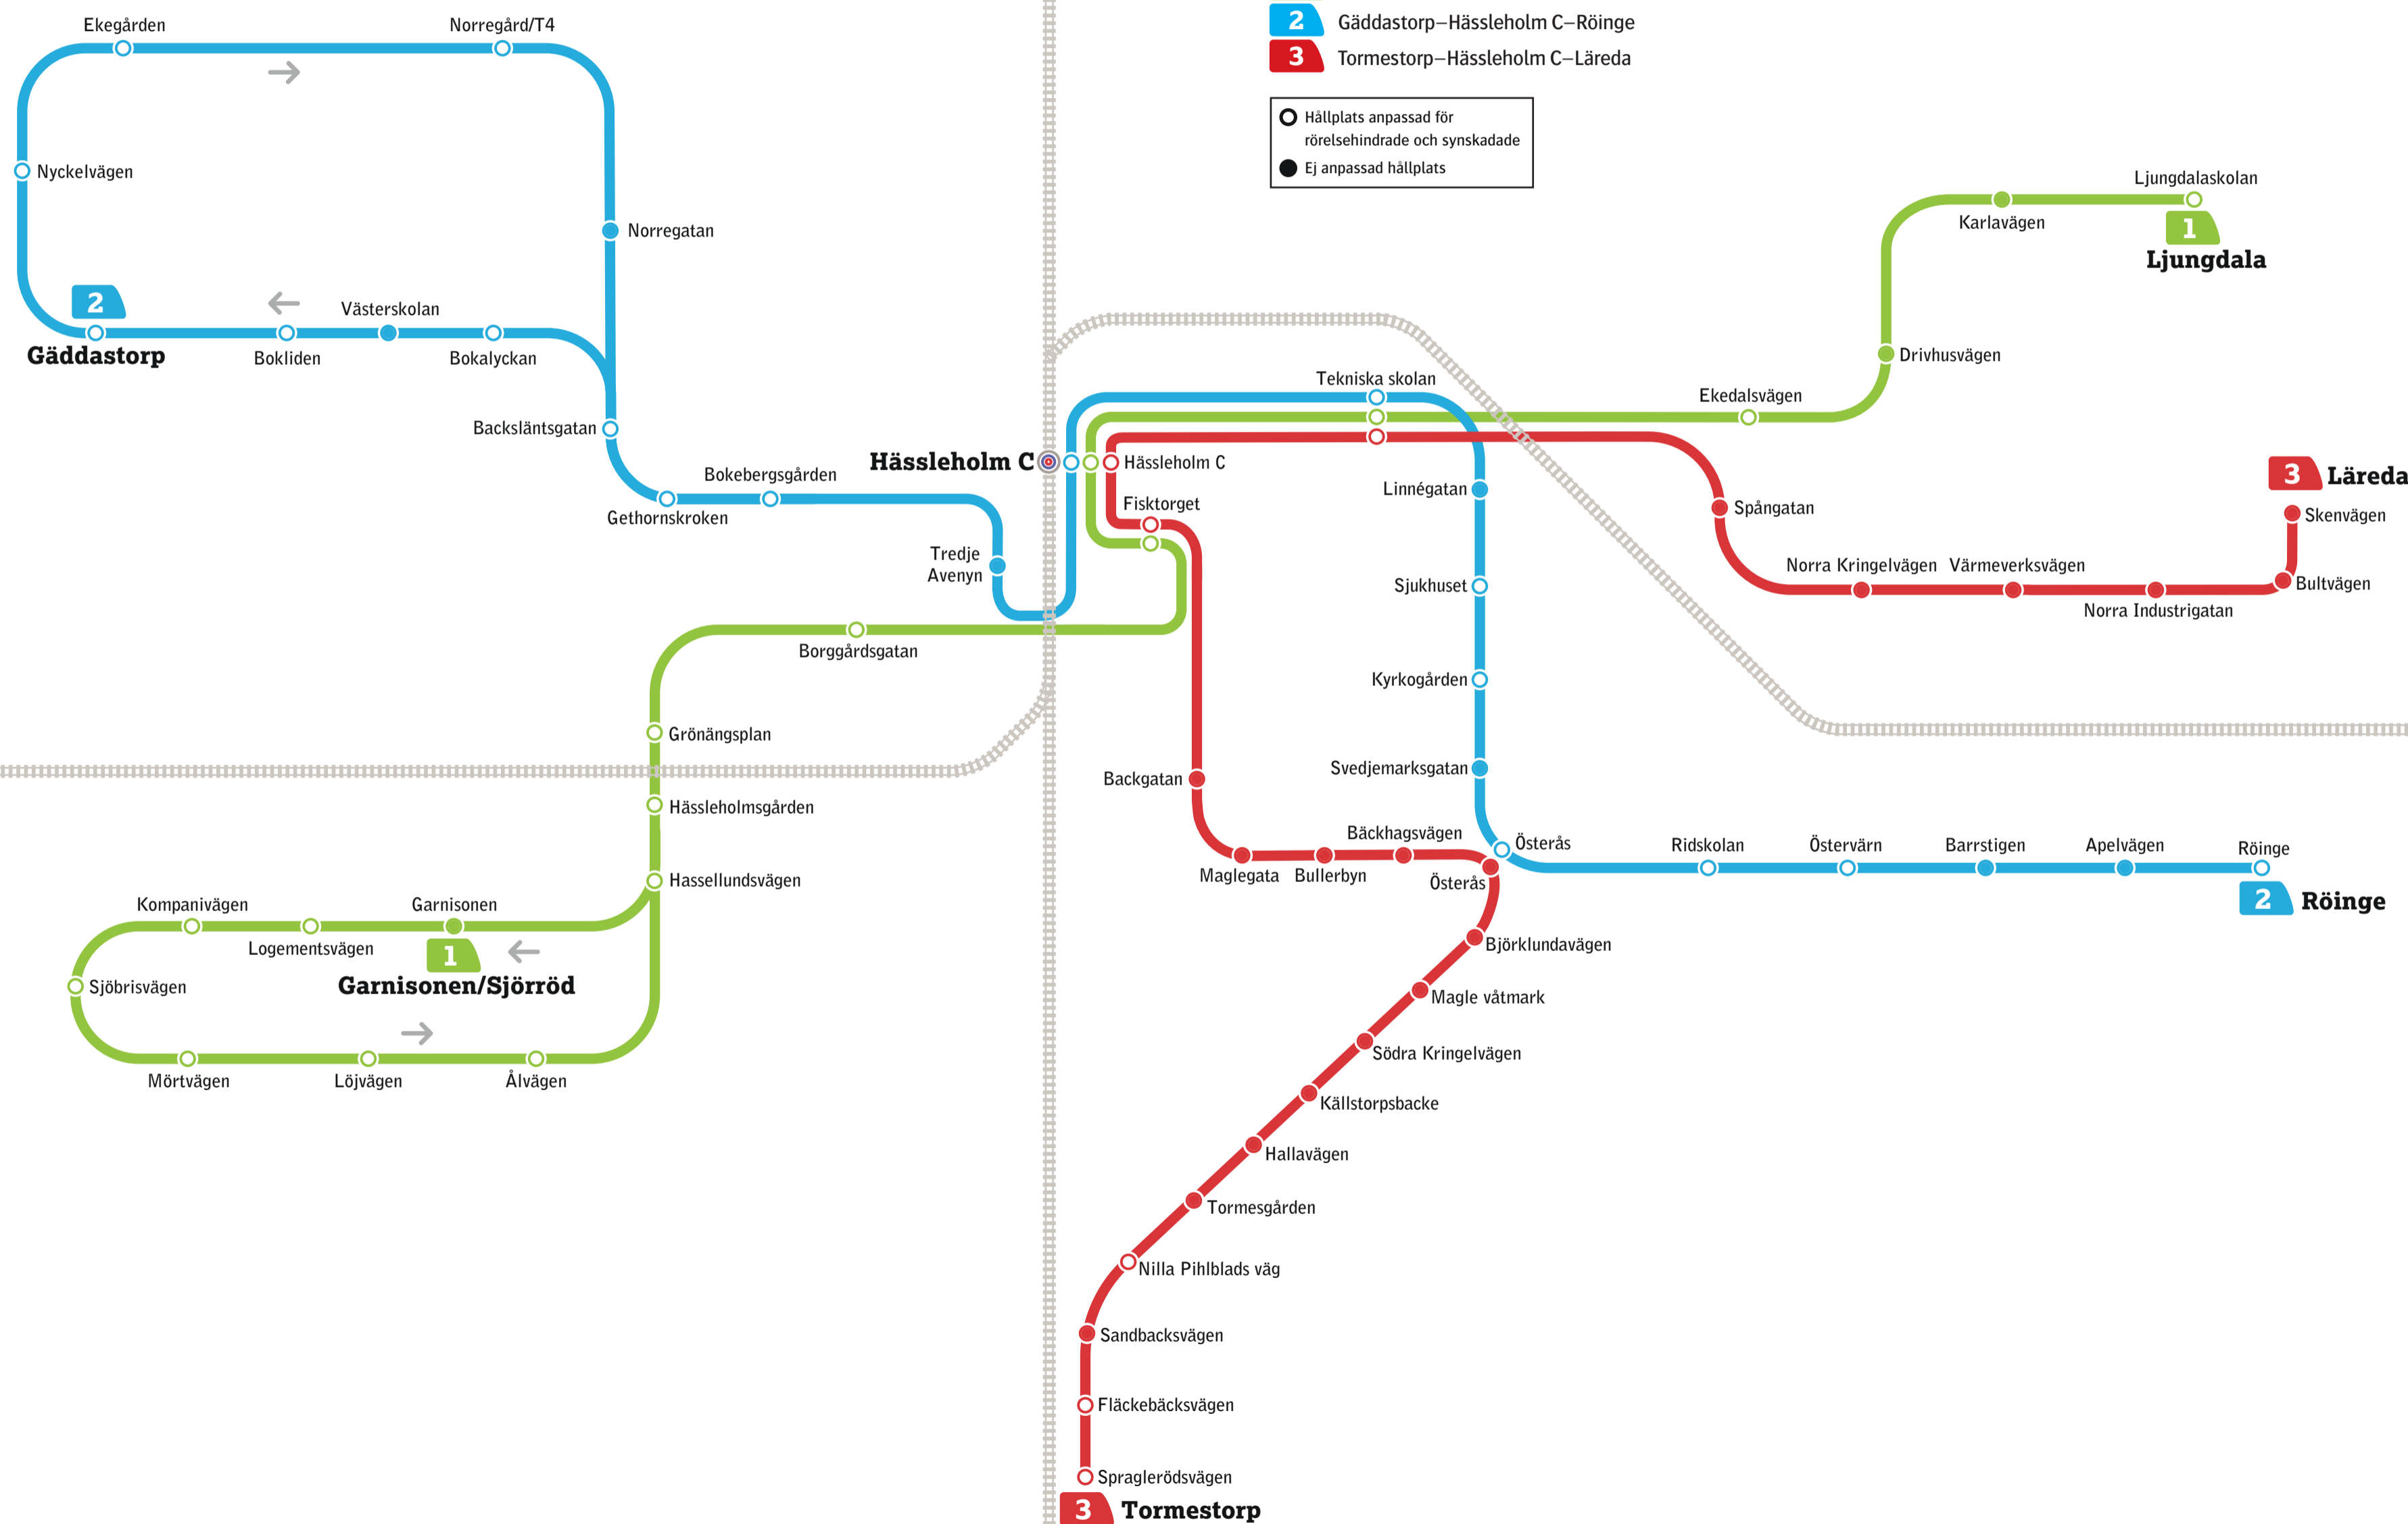 2 Gäddastorp–Hässleholm C–Röinge
3 Tormestorp–Hässleholm C–Läreda
Hållplats anpassad för
rörelsehindrade och synskadade
Ej anpassad hållplats
Ekegården
Norregård/T4
Nyckelvägen
Norregatan
2
Gäddastorp
Västerskolan
Bokliden
Bokalyckan
Backsläntsgatan
Gethornskroken
Bokebergsgården
Tredje
Avenyn
Hässleholm C
Hässleholm C
Fisktorget
Tekniska skolan
Ekedalsvägen
Drivhusvägen
Karlavägen
Ljungdalaskolan
1
Ljungdala
Linnégatan
Sjukhuset
Kyrkogården
Svedjemarksgatan
Spångatan
Norra Kringelvägen
Värmeverksvägen
Norra Industrigatan
Bultvägen
Skenvägen
3 Läreda
Borggårdsgatan
Grönängsplan
Hässleholmsgården
Hassellundsvägen
Kompanivägen
Logementsvägen
Garnisonen
1
Garnisonen/Sjörröd
Sjöbrisvägen
Mörtvägen
Löjvägen
Ålvägen
Backgatan
Maglegata
Bullerbyn
Bäckhagsvägen
Österås
Österås
Ridskolan
Östervärn
Barrstigen
Apelvägen
Röinge
2 Röinge
Björklundavägen
Magle våtmark
Södra Kringelvägen
Källstorpsbacke
Hallavägen
Tormesgården
Nilla Pihlblads väg
Sandbacksvägen
Fläckebäcksvägen
Spraglerödsvägen
3 Tormestorp